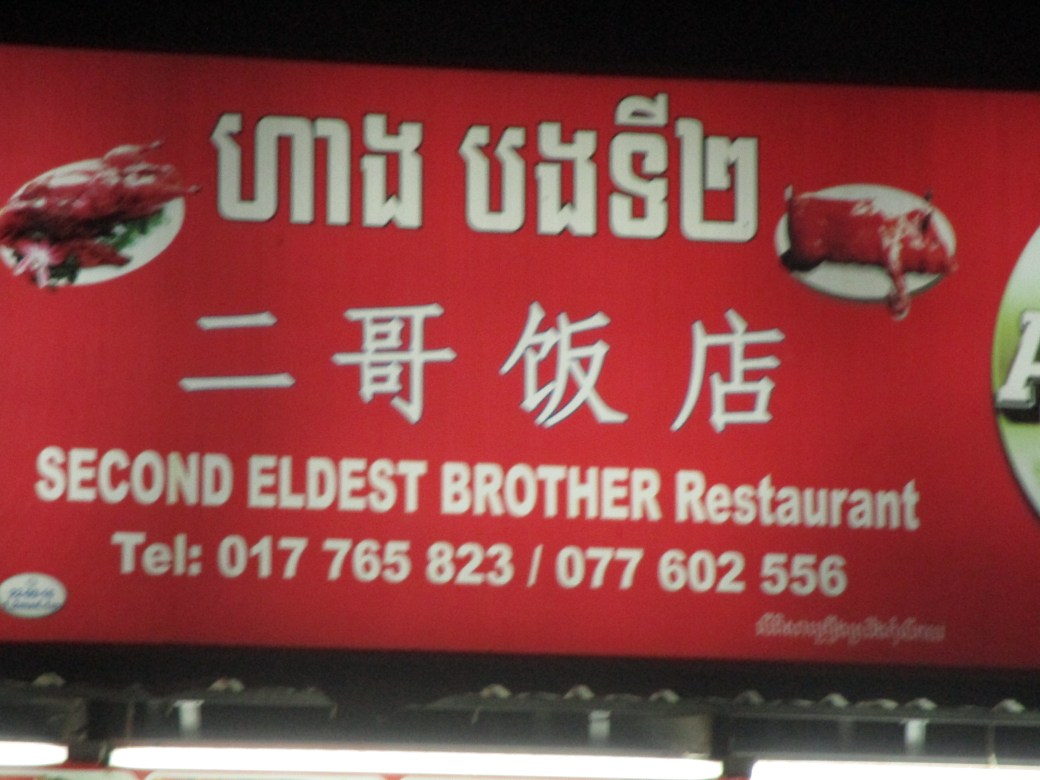 ហាង បងទី២
二哥饭店
SECOND ELDEST BROTHER Restaurant
Tel: 017 765 823 / 077 602 556